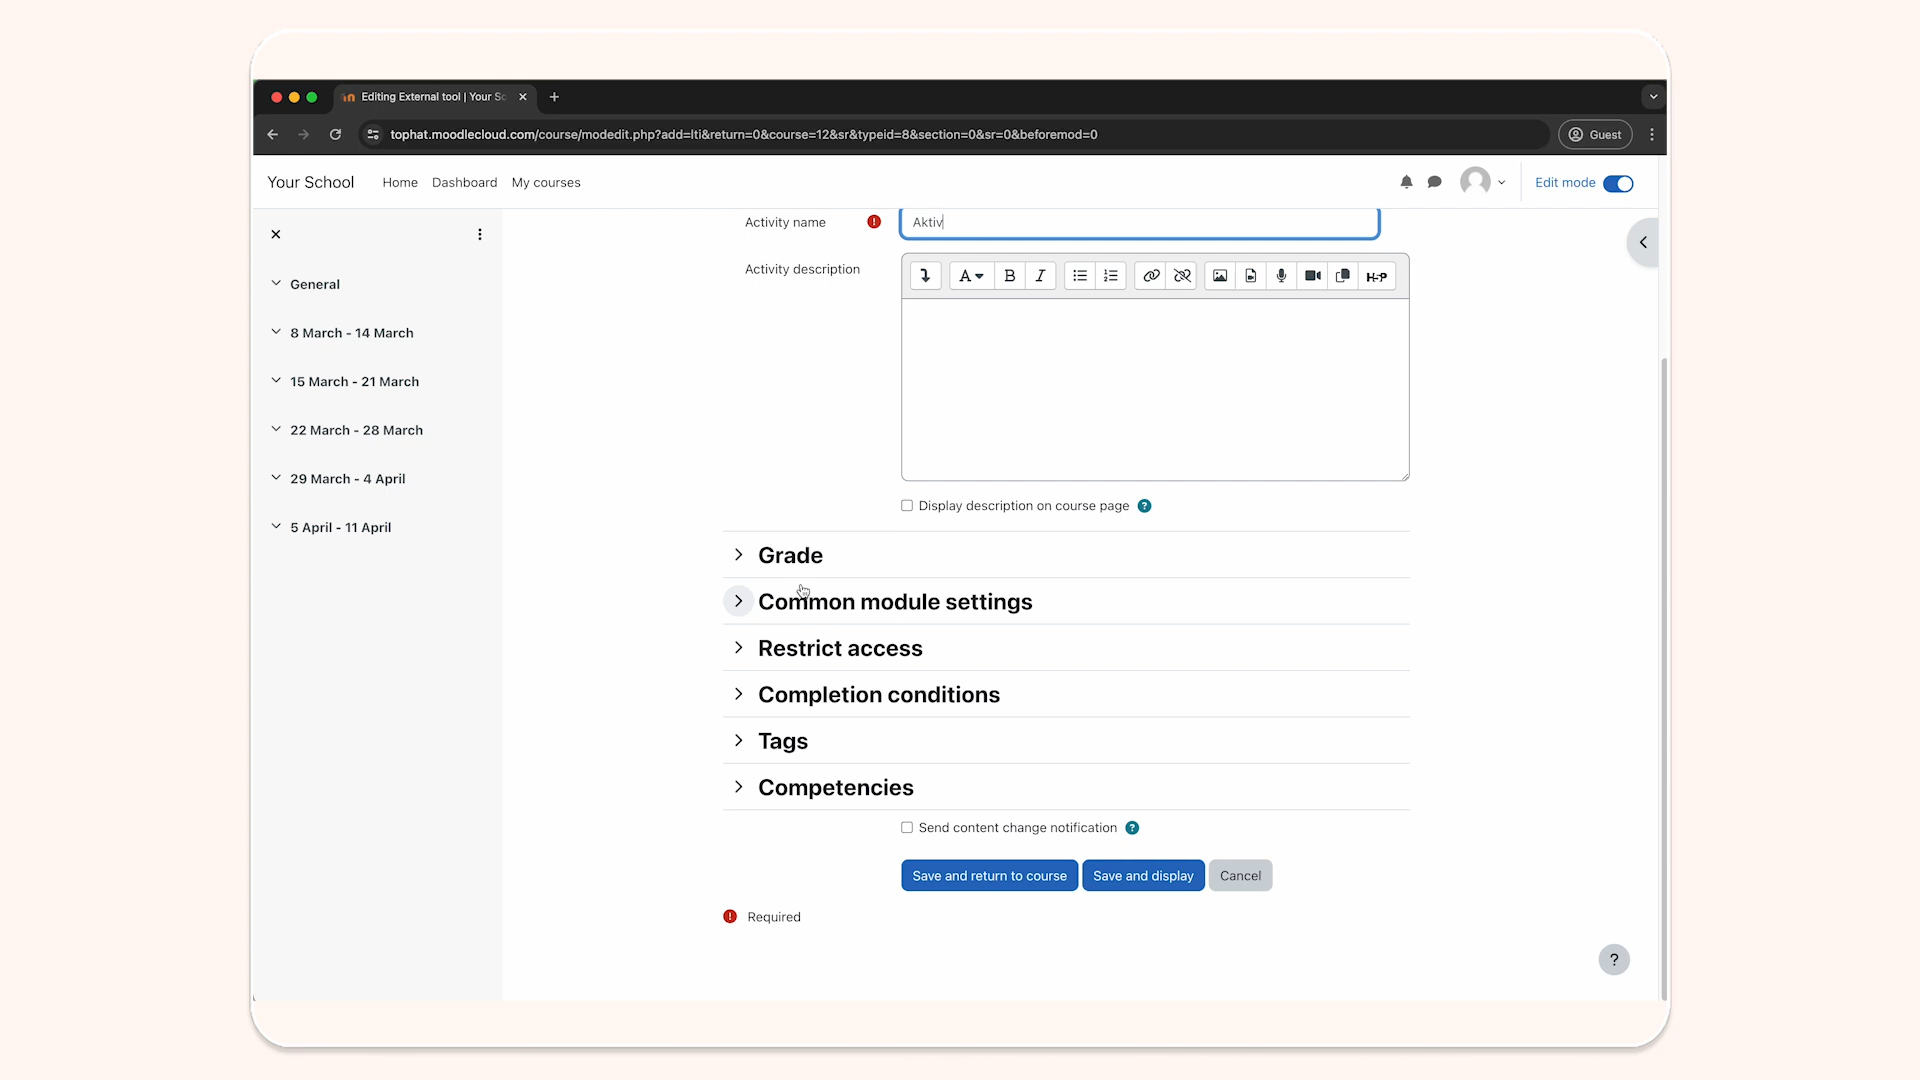 Editing External tool | Your Sc
tophat.moodlecloud.com/course/modedit.php?add=lti&return=0&course=12&sr&typeid=8&section=0&sr=0&beforemod=0
Guest
Your School
Home
Dashboard
My courses
Edit mode
General
8 March - 14 March
15 March - 21 March
22 March - 28 March
29 March - 4 April
5 April - 11 April
Activity name
Aktiv
Activity description
A
B
I
H-P
Display description on course page
Grade
Common module settings
Restrict access
Completion conditions
Tags
Competencies
Send content change notification
Save and return to course
Save and display
Cancel
Required
?